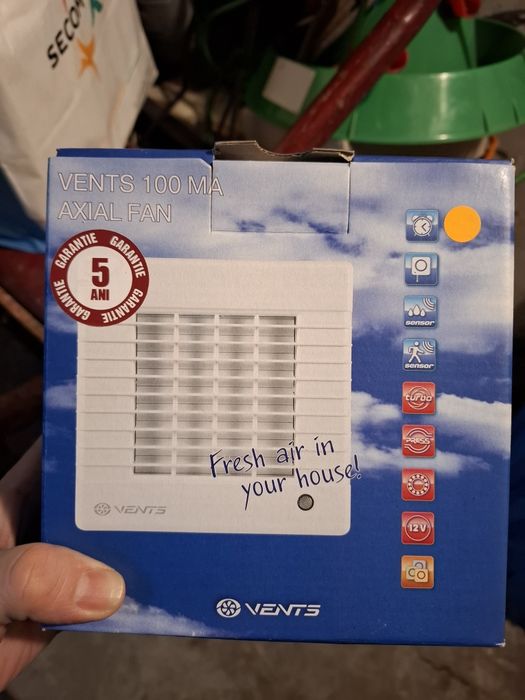 SECOM
VENTS 100 MA
AXIAL FAN
GARANTIE GARANTIE GARANTIE GARANTIE
5
ANI
sensor
sensor
turbo
PRESS
12V
Fresh air in
your house!
VENTS
VENTS